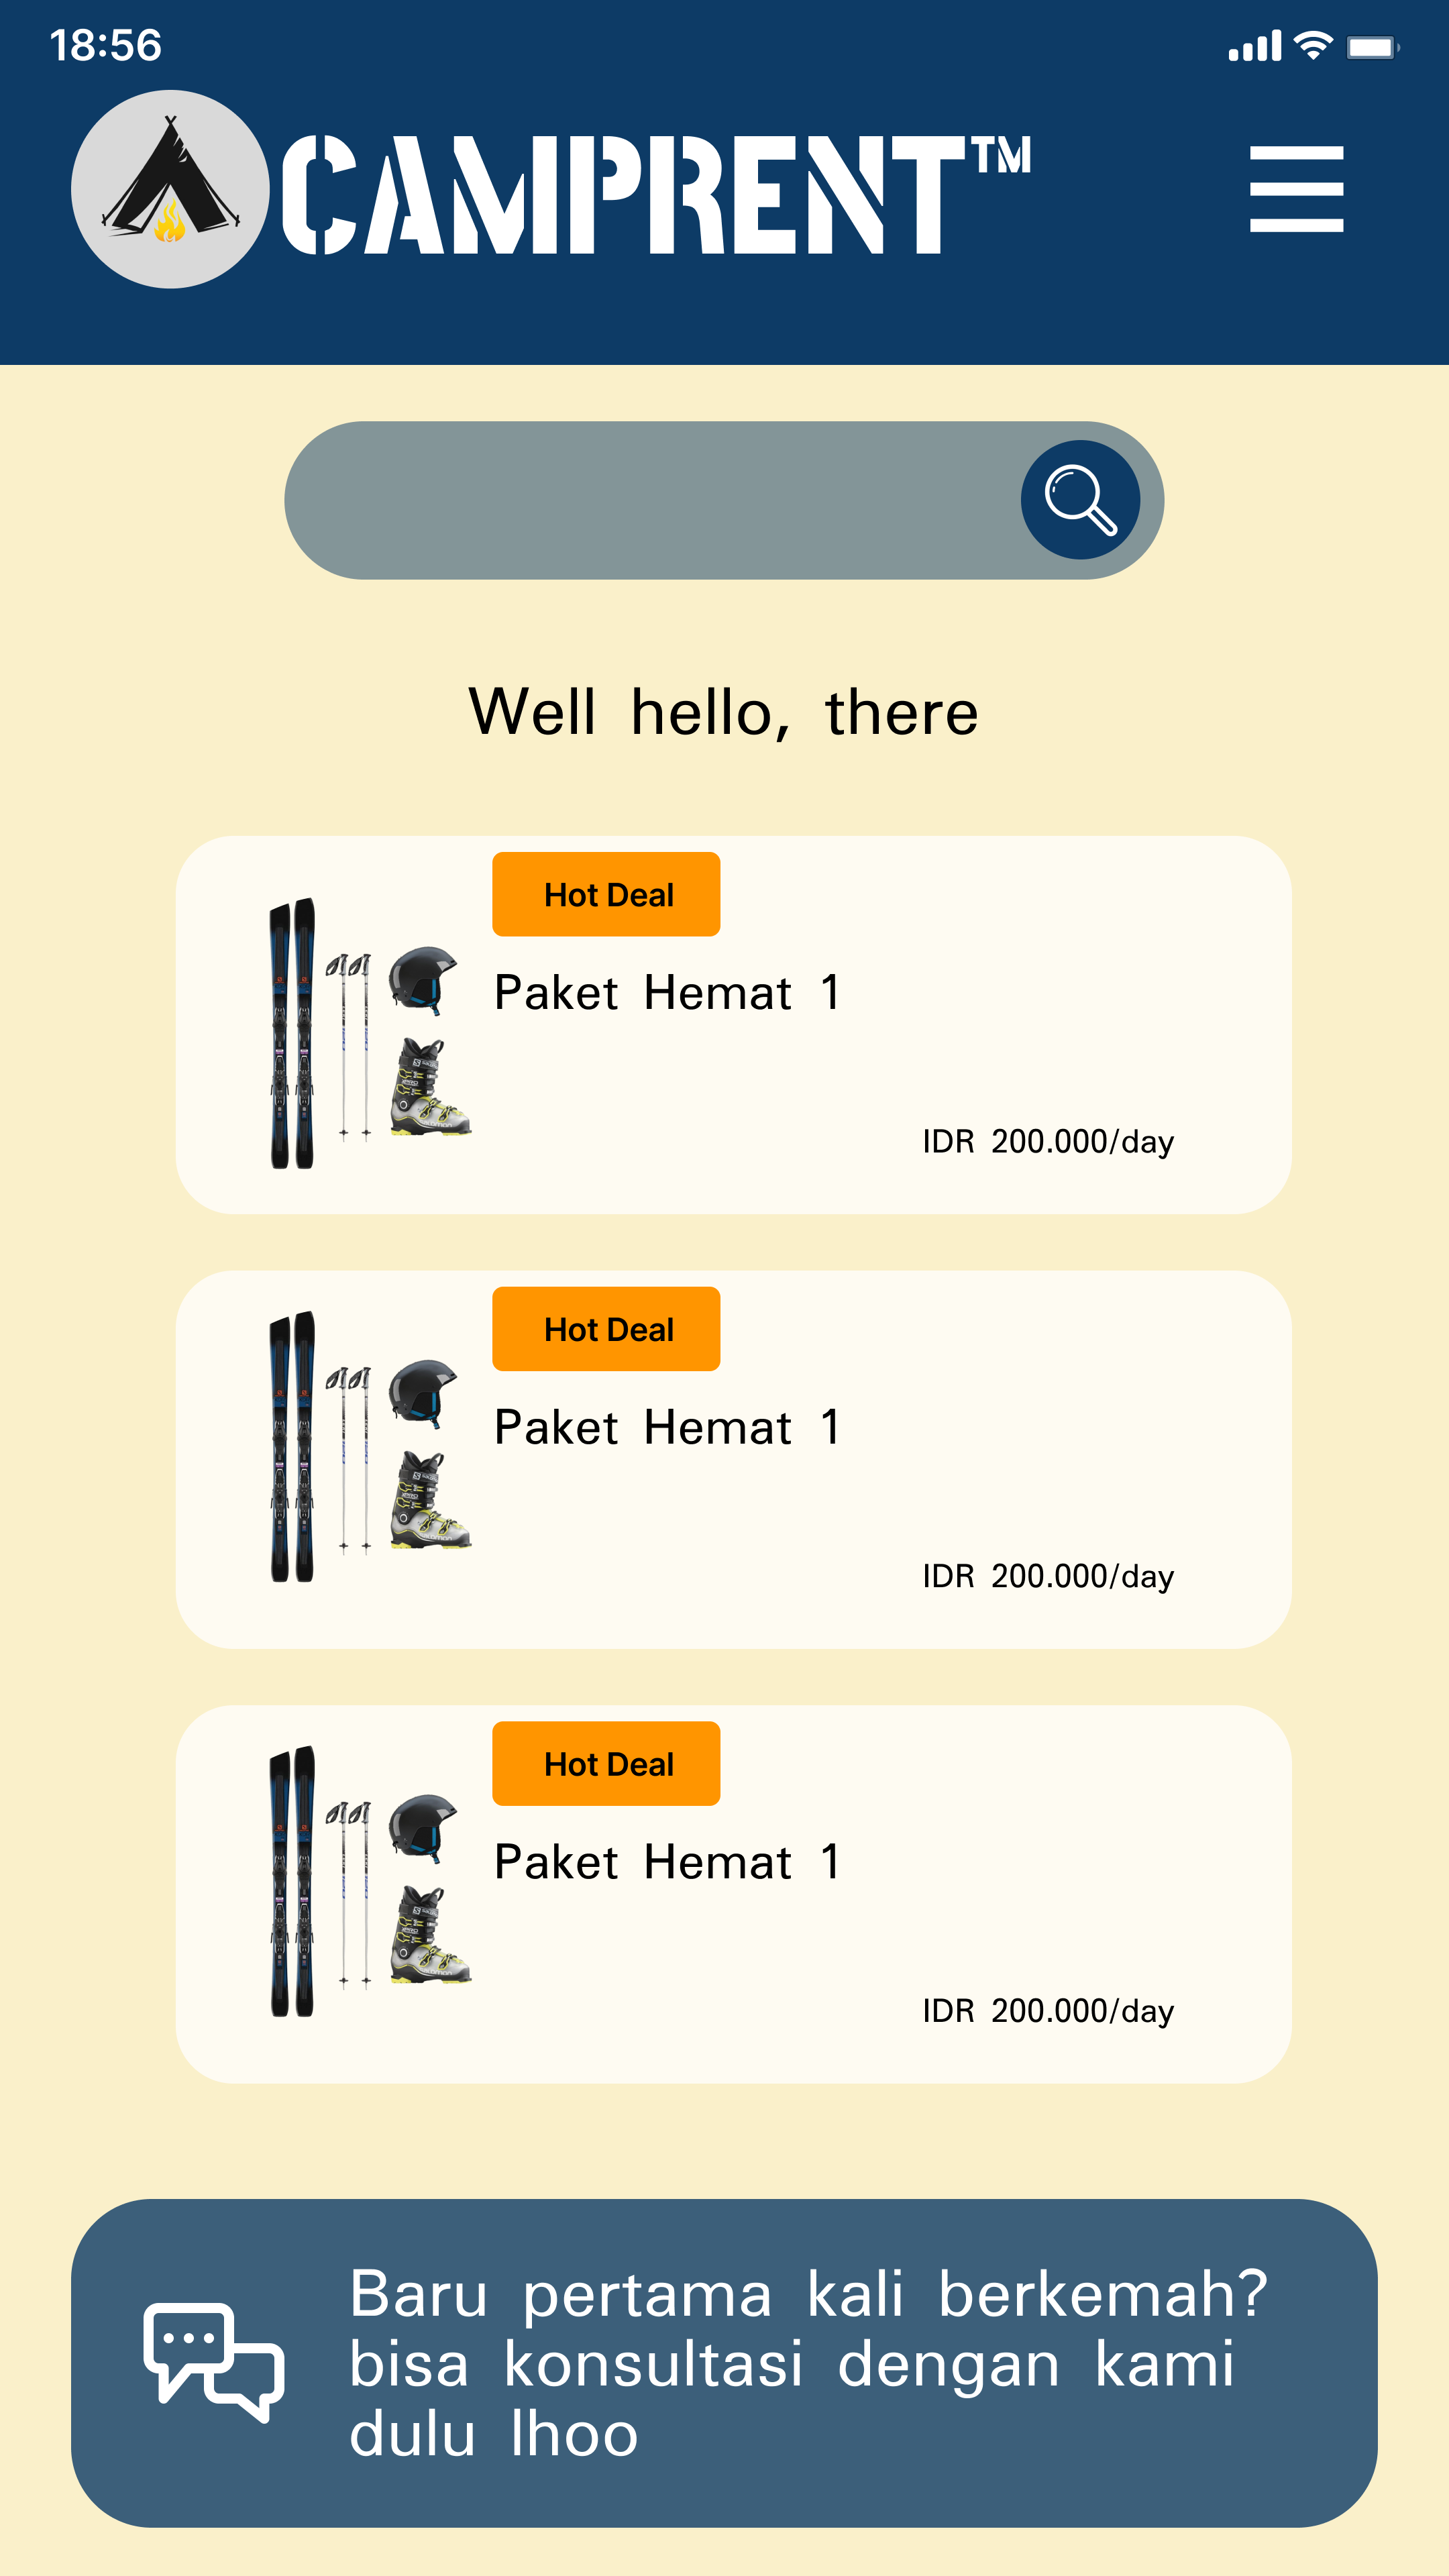 18:56
CAMPRENT™
Well hello, there
Hot Deal
Paket Hemat 1
IDR 200.000/day
Hot Deal
Paket Hemat 1
IDR 200.000/day
Hot Deal
Paket Hemat 1
IDR 200.000/day
Baru pertama kali berkemah?
bisa konsultasi dengan kami
dulu lhoo